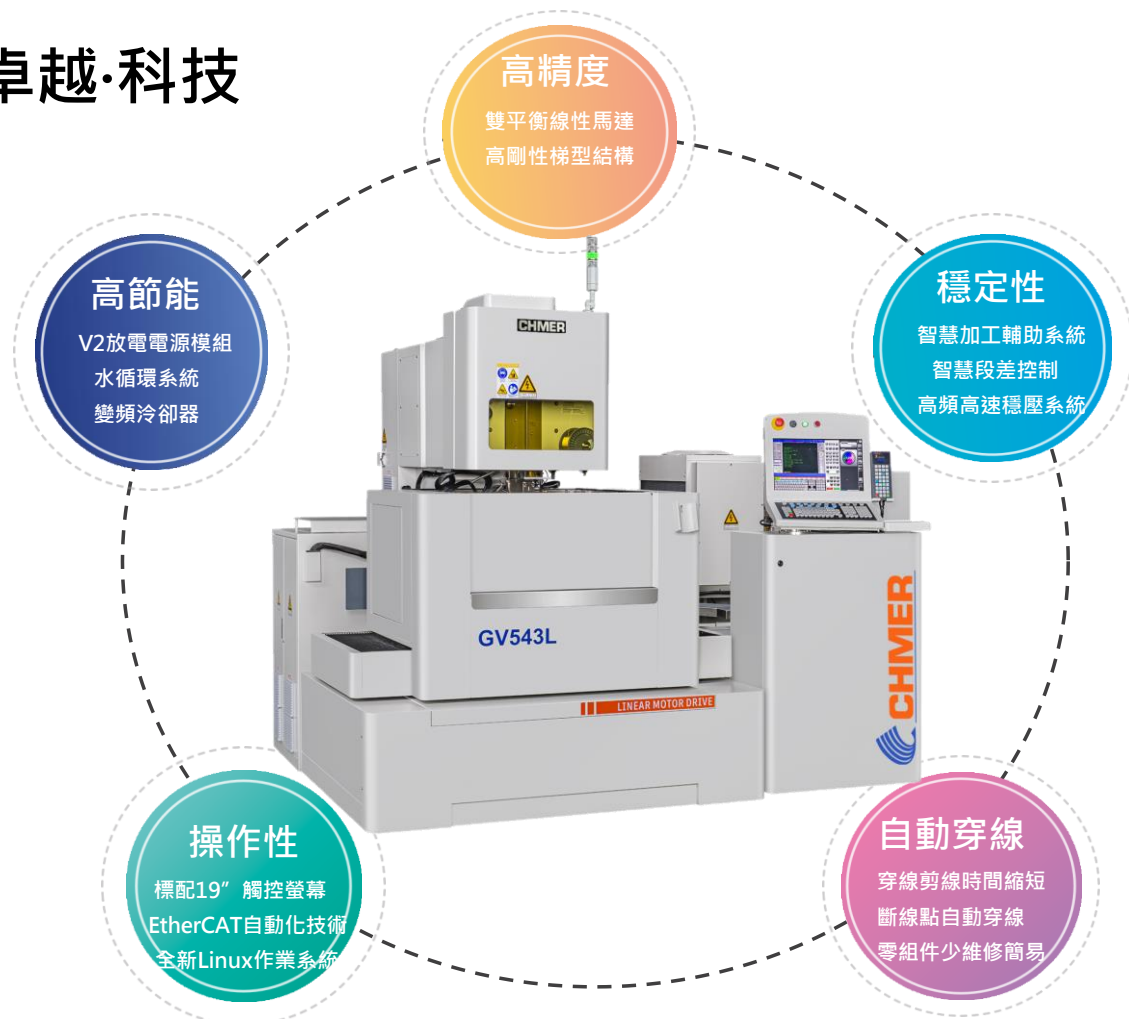 卓越·科技
高精度
雙平衡線性馬達
高剛性梯型結構
高節能
V2放電電源模組
水循環系統
變頻冷卻器
穩定性
智慧加工輔助系統
智慧段差控制
高頻高速穩壓系統
CHMER
GV543L
LINEAR MOTOR DRIVE
CHMER
操作性
標配19”觸控螢幕
EtherCAT自動化技術
全新Linux作業系統
自動穿線
穿線剪線時間縮短
斷線點自動穿線
零組件少維修簡易